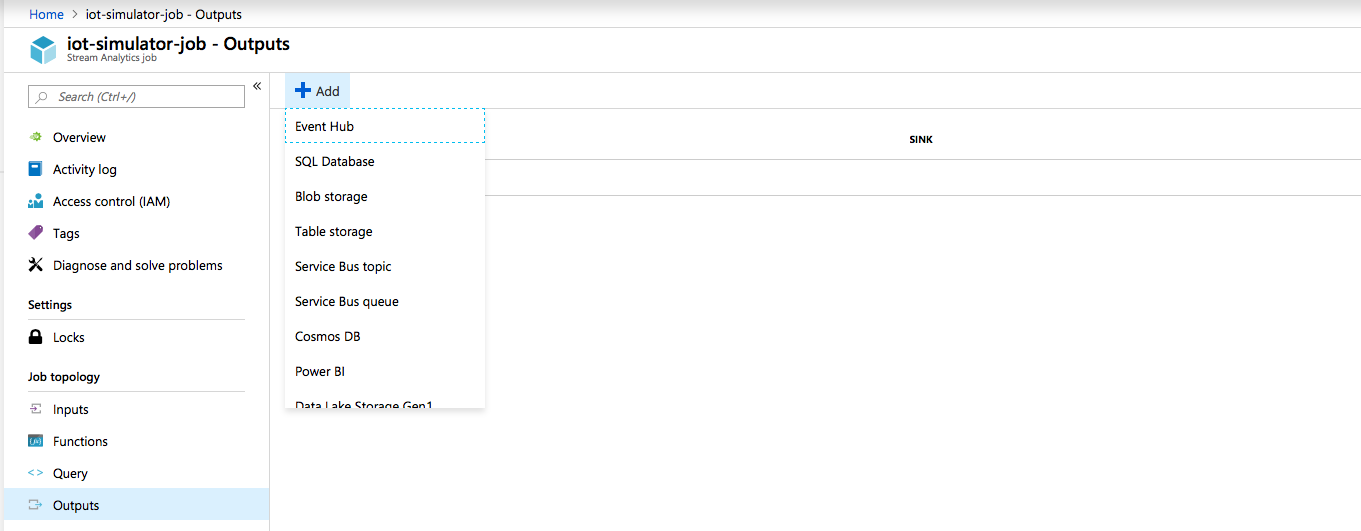 Home > iot-simulator-job - Outputs
iot-simulator-job - Outputs
Stream Analytics job
Search (Ctrl+/)
«
Overview
Activity log
Access control (IAM)
Tags
Diagnose and solve problems
Settings
Locks
Job topology
Inputs
Functions
Query
Outputs
Add
Event Hub
SQL Database
Blob storage
Table storage
Service Bus topic
Service Bus queue
Cosmos DB
Power BI
Data Lake Storage Gen1
SINK